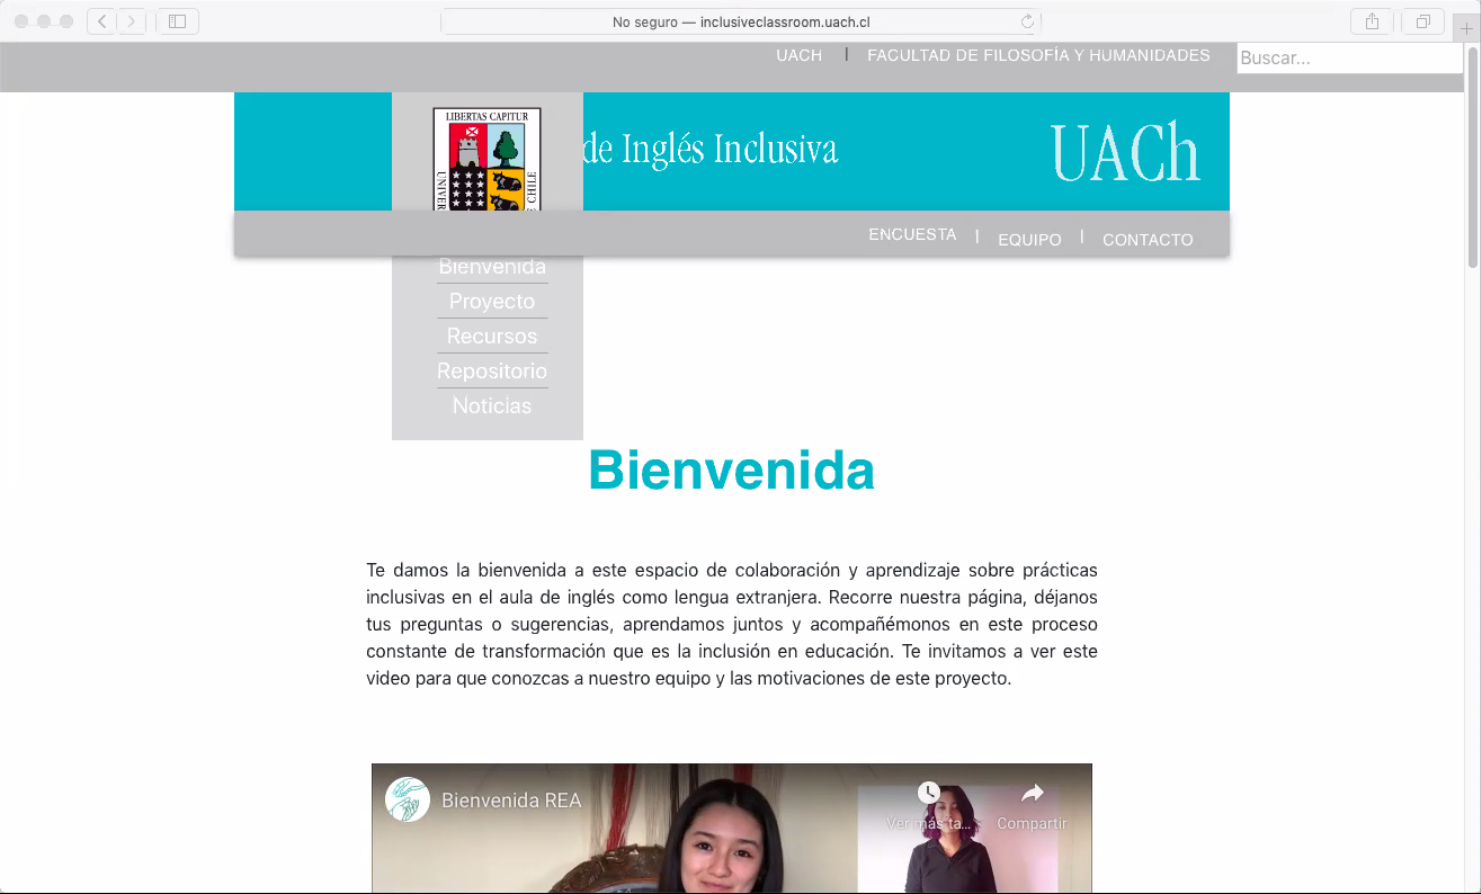 No seguro — inclusiveclassroom.uach.cl
UACH | FACULTAD DE FILOSOFÍA Y HUMANIDADES
Buscar...
LIBERTAS CAPITUR
CHILE
de Inglés Inclusiva
UACh
ENCUESTA | EQUIPO | CONTACTO
Bienvenida
Proyecto
Recursos
Repositorio
Noticias
Bienvenida
Te damos la bienvenida a este espacio de colaboración y aprendizaje sobre prácticas
inclusivas en el aula de inglés como lengua extranjera. Recorre nuestra página, déjanos
tus preguntas o sugerencias, aprendamos juntos y acompañémonos en este proceso
constante de transformación que es la inclusión en educación. Te invitamos a ver este
video para que conozcas a nuestro equipo y las motivaciones de este proyecto.
Bienvenida REA
Ver más ta...
Compartir